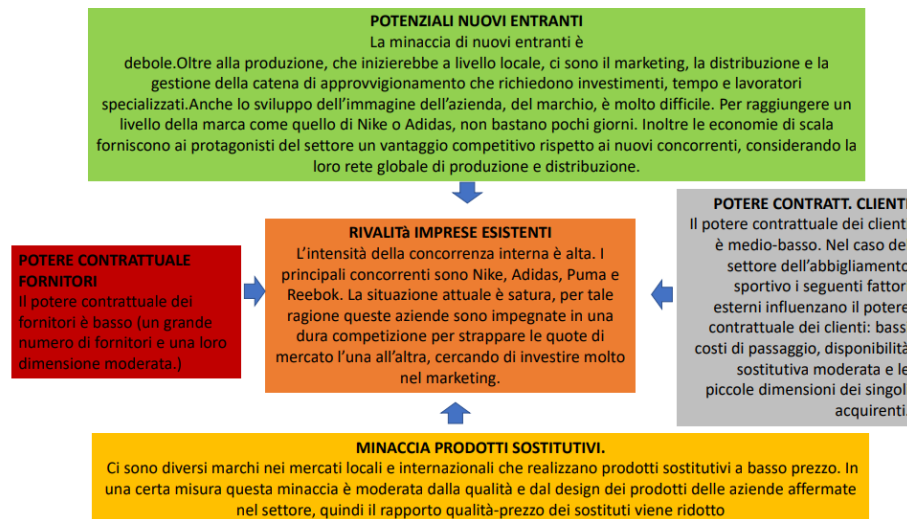 POTENZIALI NUOVI ENTRANTI
La minaccia di nuovi entranti è
debole.Oltre alla produzione, che inizierebbe a livello locale, ci sono il marketing, la distribuzione e la
gestione della catena di approvvigionamento che richiedono investimenti, tempo e lavoratori
specializzati.Anche lo sviluppo dell’immagine dell’azienda, del marchio, è molto difficile. Per raggiungere un
livello della marca come quello di Nike o Adidas, non bastano pochi giorni. Inoltre le economie di scala
forniscono ai protagonisti del settore un vantaggio competitivo rispetto ai nuovi concorrenti, considerando la
loro rete globale di produzione e distribuzione.
POTERE CONTRATTUALE
FORNITORI
Il potere contrattuale dei
fornitori è basso (un grande
numero di fornitori e una loro
dimensione moderata.)
RIVALITà IMPRESE ESISTENTI
L’intensità della concorrenza interna è alta. I
principali concorrenti sono Nike, Adidas, Puma e
Reebok. La situazione attuale è satura, per tale
ragione queste aziende sono impegnate in una
dura competizione per strappare le quote di
mercato l’una all’altra, cercando di investire molto
nel marketing.
POTERE CONTRATT. CLIENTI
Il potere contrattuale dei clienti
è medio-basso. Nel caso del
settore dell’abbigliamento
sportivo i seguenti fattori
esterni influenzano il potere
contrattuale dei clienti: bassi
costi di passaggio, disponibilità
sostitutiva moderata e le
piccole dimensioni dei singoli
acquirenti.
MINACCIA PRODOTTI SOSTITUTIVI.
Ci sono diversi marchi nei mercati locali e internazionali che realizzano prodotti sostitutivi a basso prezzo. In
una certa misura questa minaccia è moderata dalla qualità e dal design dei prodotti delle aziende affermate
nel settore, quindi il rapporto qualità-prezzo dei sostituti viene ridotto